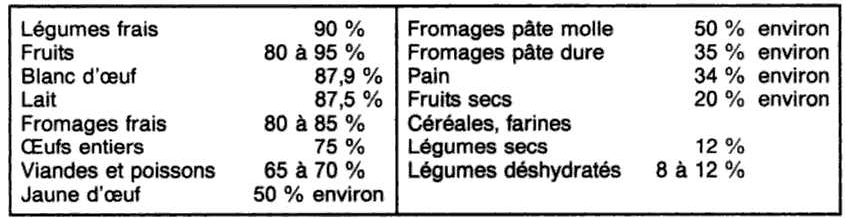 Légumes frais 90 %
Fruits 80 à 95 %
Blanc d'œuf 87,9 %
Lait 87,5 %
Fromages frais 80 à 85 %
Œufs entiers 75 %
Viandes et poissons 65 à 70 %
Jaune d'œuf 50 % environ
Fromages pâte molle 50 % environ
Fromages pâte dure 35 % environ
Pain 34 % environ
Fruits secs 20 % environ
Céréales, farines
Légumes secs 12 %
Légumes déshydratés 8 à 12 %